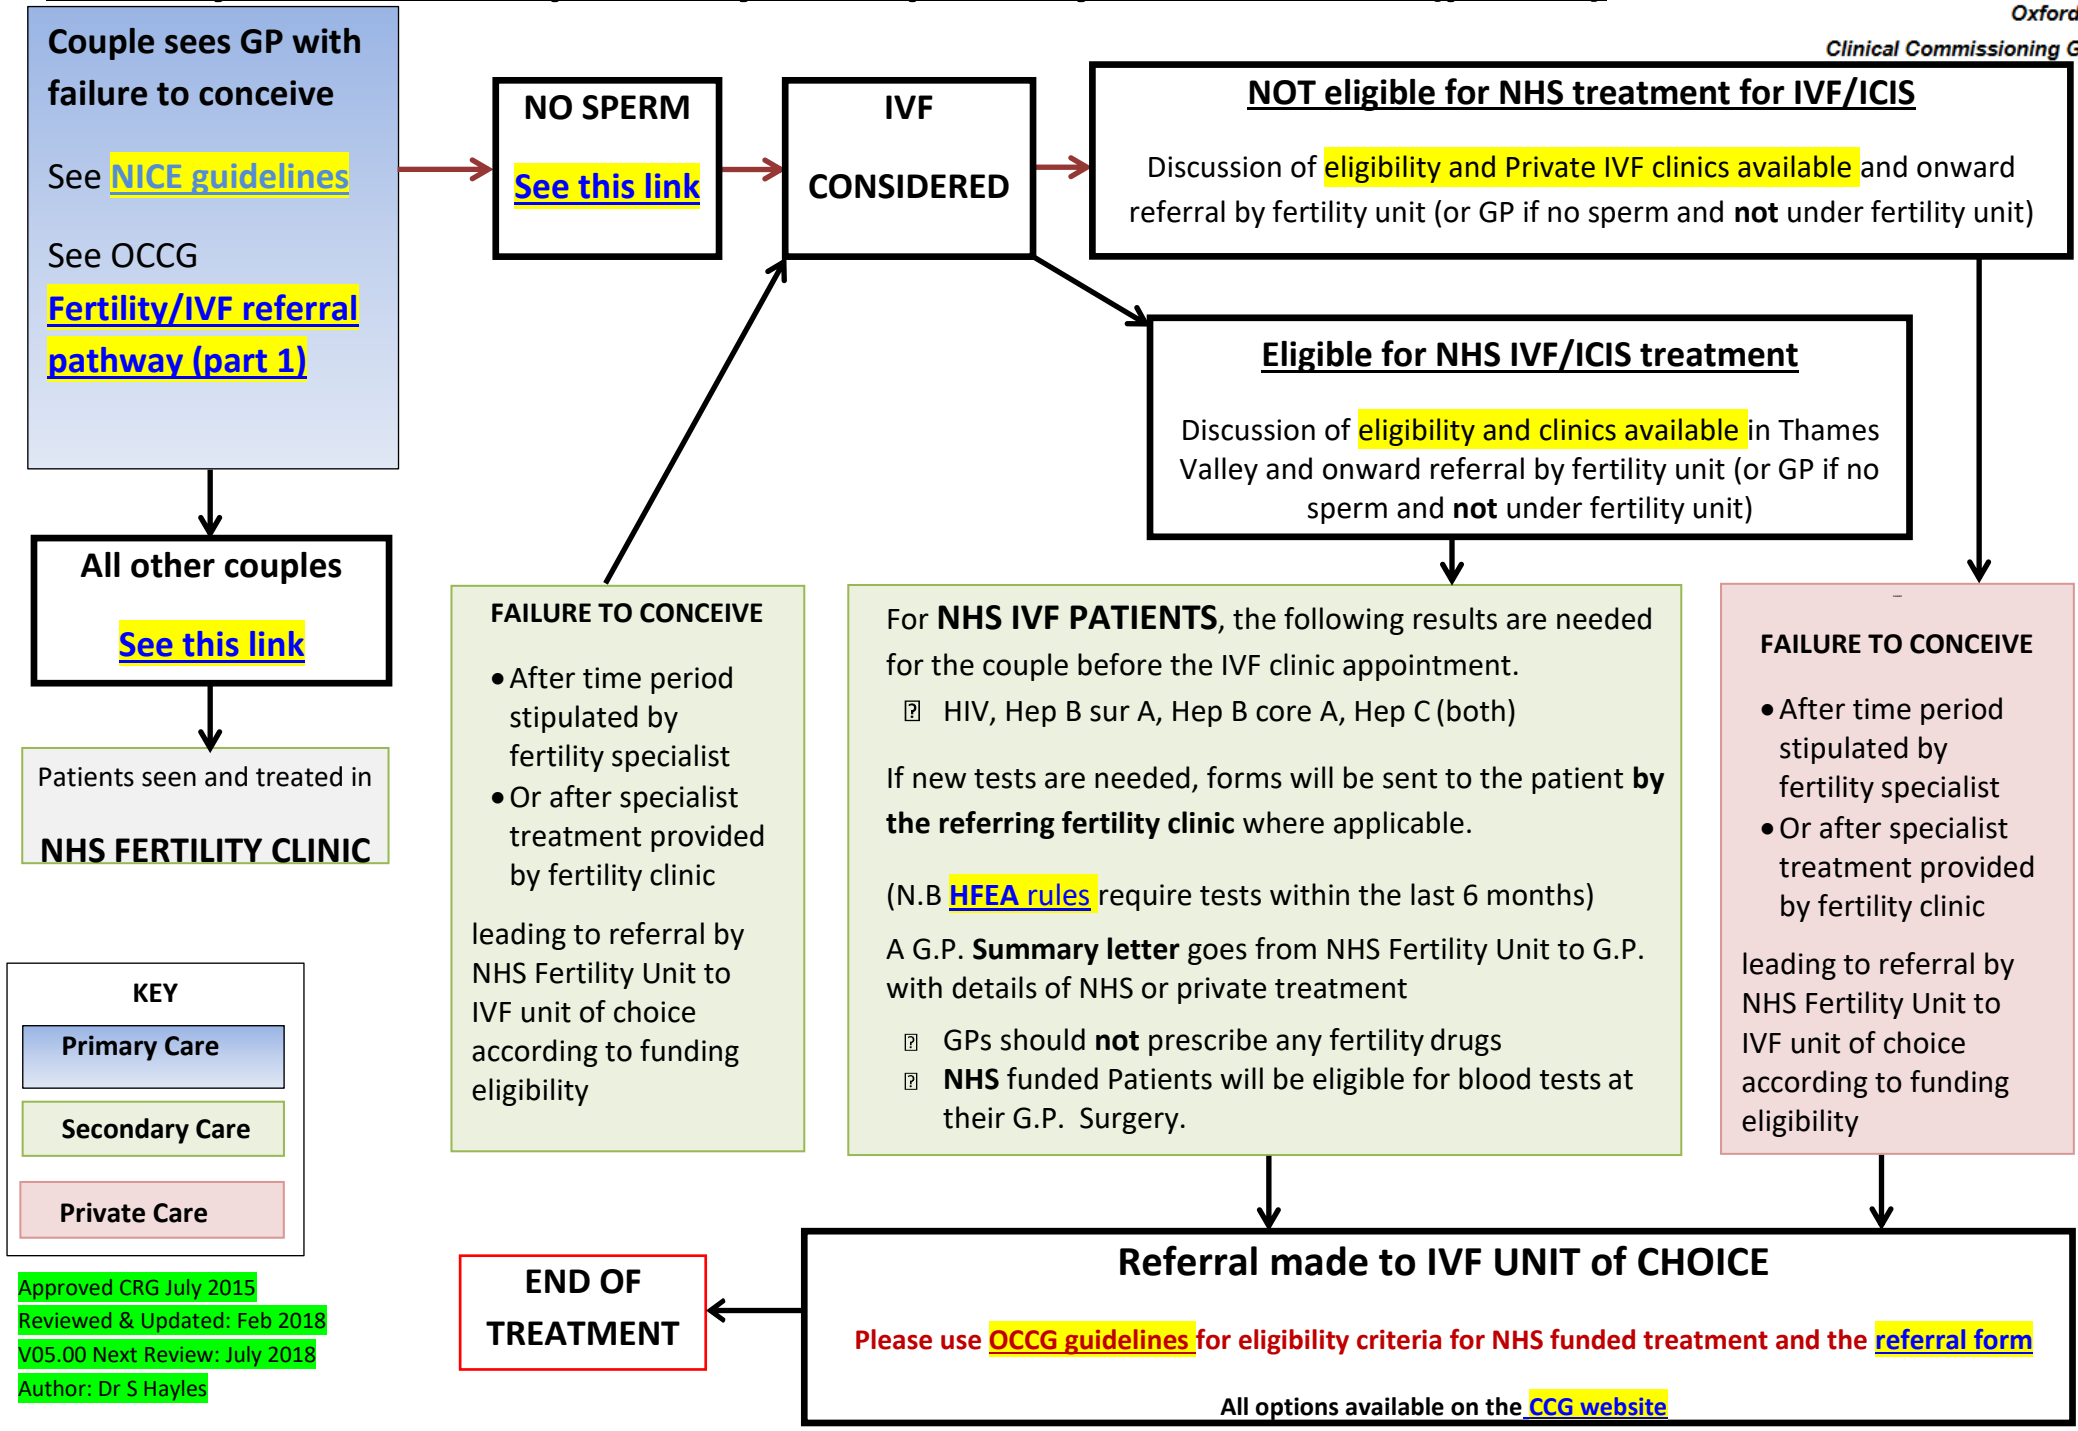 Oxford
Clinical Commissioning G
Couple sees GP with
failure to conceive
See NICE guidelines
See OCCG
Fertility/IVF referral
pathway (part 1)
NO SPERM
See this link
IVF
CONSIDERED
NOT eligible for NHS treatment for IVF/ICIS
Discussion of eligibility and Private IVF clinics available and onward
referral by fertility unit (or GP if no sperm and not under fertility unit)
Eligible for NHS IVF/ICIS treatment
Discussion of eligibility and clinics available in Thames
Valley and onward referral by fertility unit (or GP if no
sperm and not under fertility unit)
All other couples
See this link
Patients seen and treated in
NHS FERTILITY CLINIC
FAILURE TO CONCEIVE
• After time period
stipulated by
fertility specialist
• Or after specialist
treatment provided
by fertility clinic
leading to referral by
NHS Fertility Unit to
IVF unit of choice
according to funding
eligibility
For NHS IVF PATIENTS, the following results are needed
for the couple before the IVF clinic appointment.
HIV, Hep B sur A, Hep B core A, Hep C (both)
If new tests are needed, forms will be sent to the patient by
the referring fertility clinic where applicable.
(N.B HFEA rules require tests within the last 6 months)
A G.P. Summary letter goes from NHS Fertility Unit to G.P.
with details of NHS or private treatment
GPs should not prescribe any fertility drugs
NHS funded Patients will be eligible for blood tests at
their G.P. Surgery.
FAILURE TO CONCEIVE
• After time period
stipulated by
fertility specialist
• Or after specialist
treatment provided
by fertility clinic
leading to referral by
NHS Fertility Unit to
IVF unit of choice
according to funding
eligibility
KEY
Primary Care
Secondary Care
Private Care
Approved CRG July 2015
Reviewed & Updated: Feb 2018
V05.00 Next Review: July 2018
Author: Dr S Hayles
END OF
TREATMENT
Referral made to IVF UNIT of CHOICE
Please use OCCG guidelines for eligibility criteria for NHS funded treatment and the referral form
All options available on the CCG website